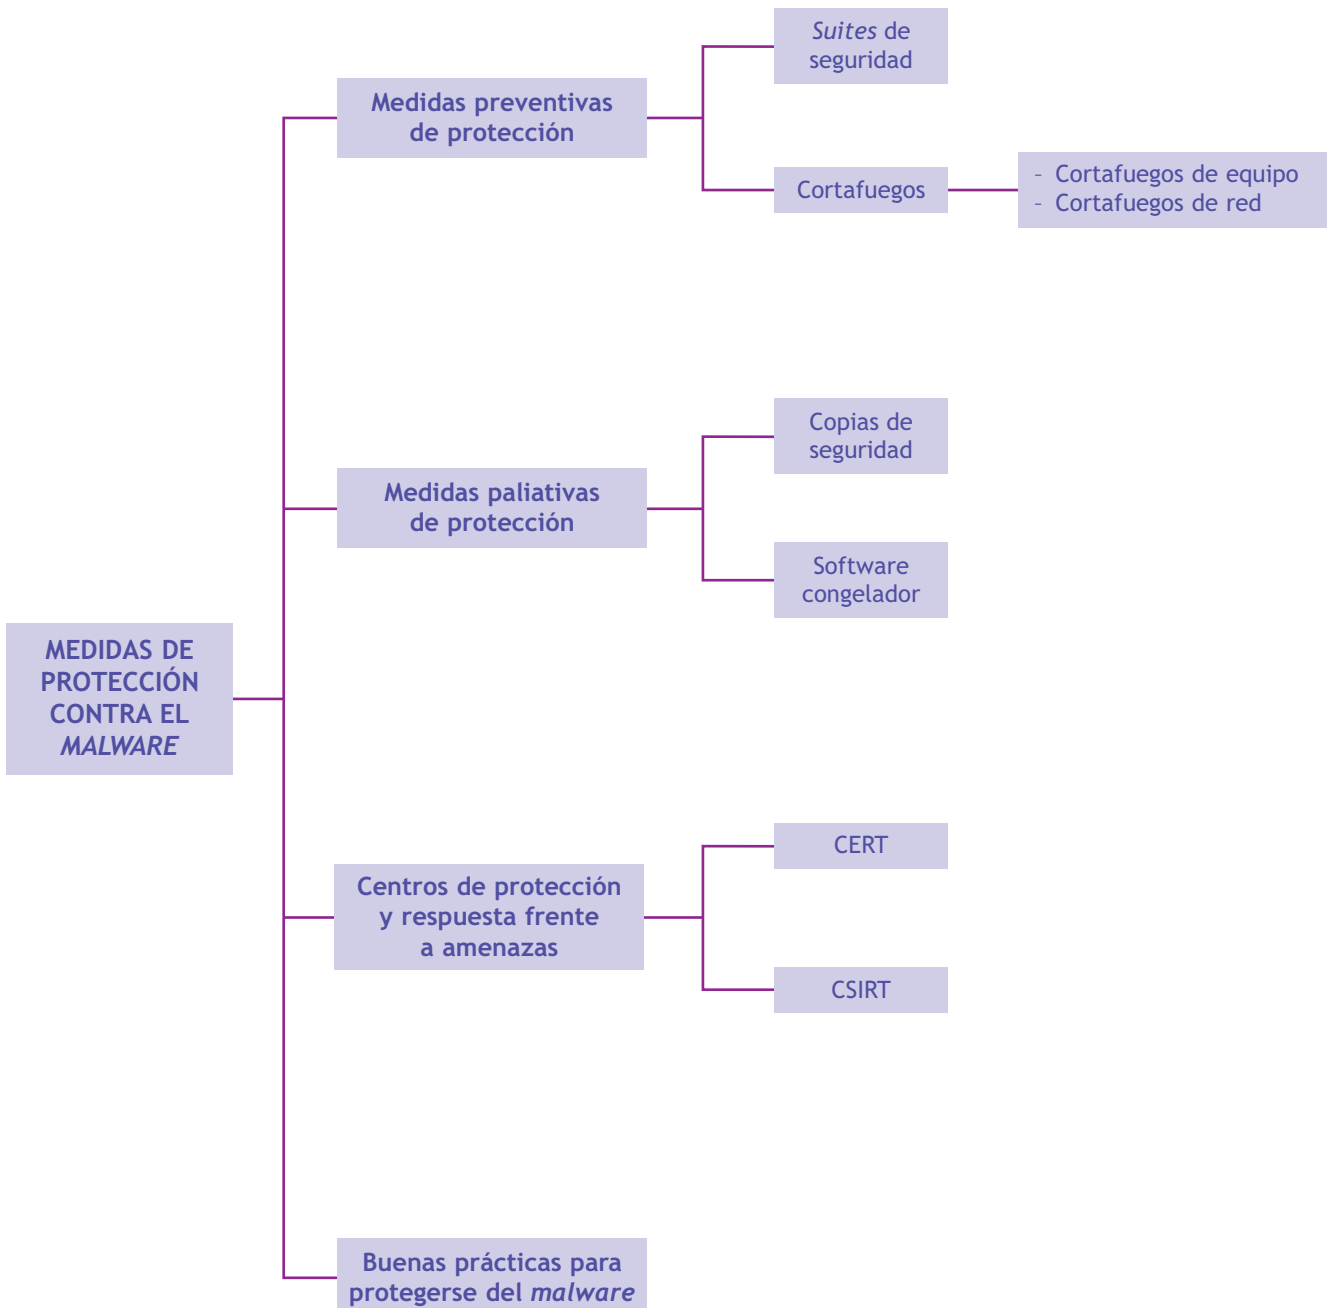 MEDIDAS DE
PROTECCIÓN
CONTRA EL
MALWARE
Medidas preventivas
de protección
Suites de
seguridad
Cortafuegos
- Cortafuegos de equipo
- Cortafuegos de red
Medidas paliativas
de protección
Copias de
seguridad
Software
congelador
Centros de protección
y respuesta frente
a amenazas
CERT
CSIRT
Buenas prácticas para
protegerse del malware